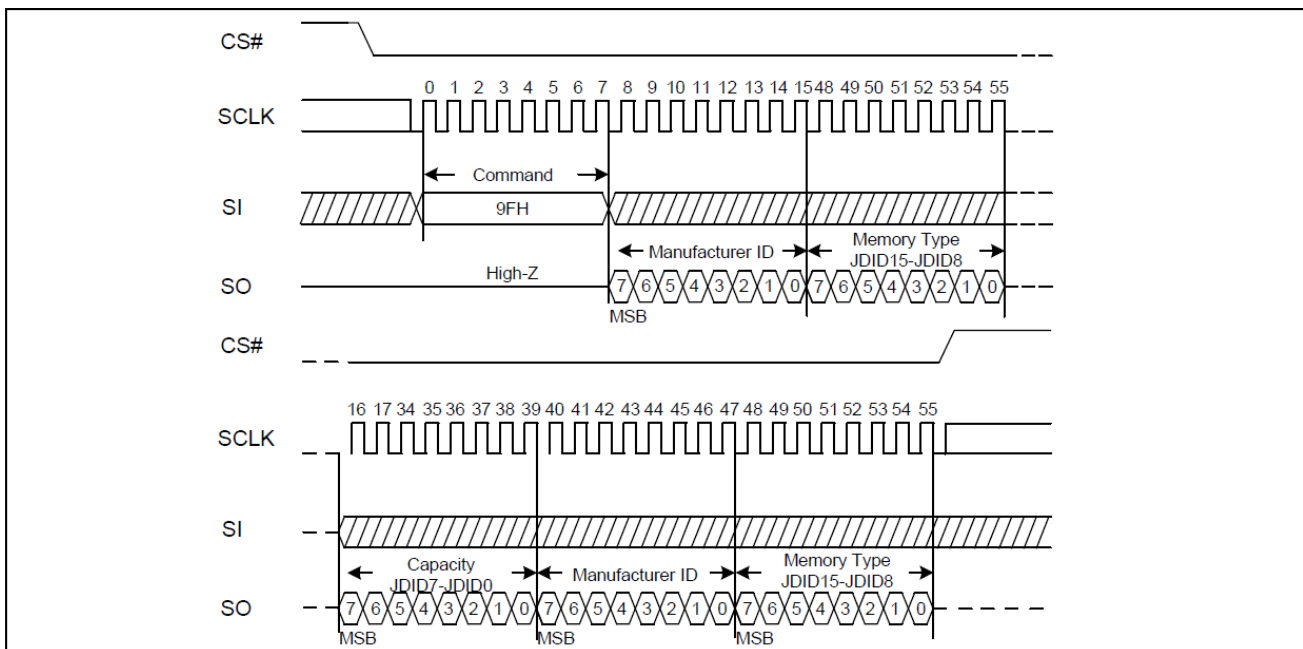 CS#
0 1 2 3 4 5 6 7 8 9 10 11 12 13 14 15 48 49 50 51 52 53 54 55
SCLK
Command
SI
9FH
Manufacturer ID
Memory Type
JDID15-JDID8
High-Z
SO
7 6 5 4 3 2 1 0 7 6 5 4 3 2 1 0
MSB
CS#
16 17 34 35 36 37 38 39 40 41 42 43 44 45 46 47 48 49 50 51 52 53 54 55
SCLK
SI
Capacity
JDID7-JDID0
Manufacturer ID
Memory Type
JDID15-JDID8
SO
7 6 5 4 3 2 1 0 7 6 5 4 3 2 1 0 7 6 5 4 3 2 1 0
MSB MSB MSB